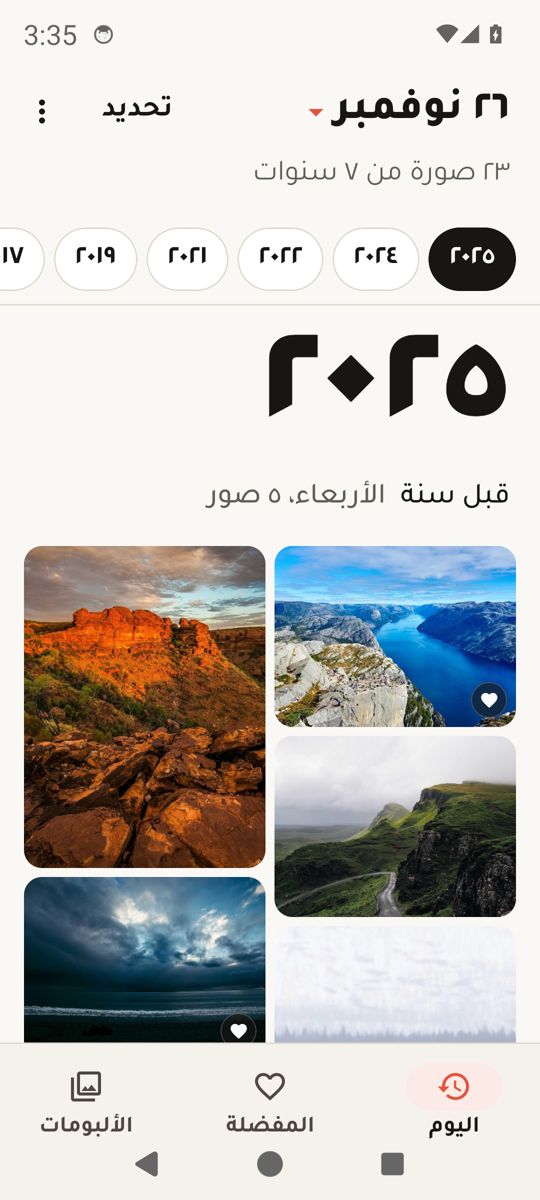 3:35
٢٦ نوفمبر
تحديد
٢٣ صورة من ٧ سنوات
٢٠٢٥ ٢٠٢٤ ٢٠٢٢ ٢٠٢١ ٢٠١٩
٢٠٢٥
قبل سنة الأربعاء، ٥ صور
اليوم المفضلة الألبومات